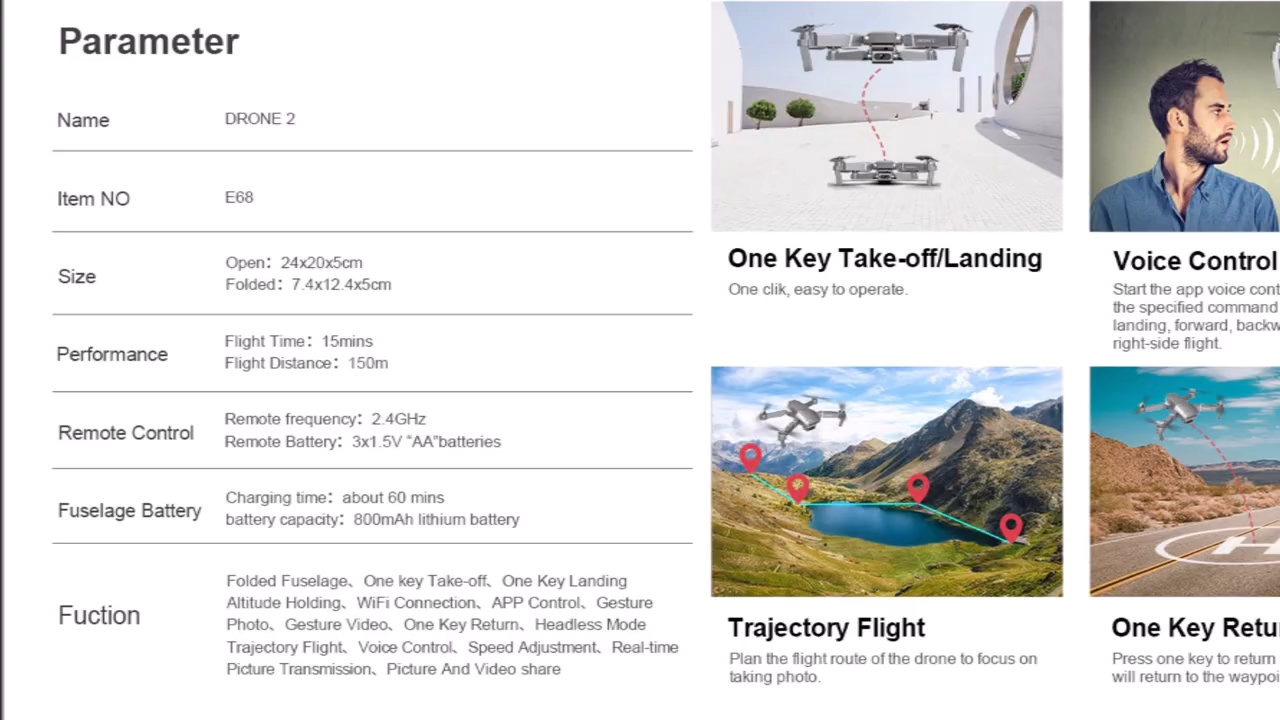 Parameter
Name
DRONE 2
Item NO
E68
Size
Open：24x20x5cm
Folded：7.4x12.4x5cm
Performance
Flight Time：15mins
Flight Distance：150m
Remote Control
Remote frequency：2.4GHz
Remote Battery：3x1.5V “AA”batteries
Fuselage Battery
Charging time：about 60 mins
battery capacity：800mAh lithium battery
Fuction
Folded Fuselage、One key Take-off、One Key Landing
Altitude Holding、WiFi Connection、APP Control、Gesture
Photo、Gesture Video、One Key Return、Headless Mode
Trajectory Flight、Voice Control、Speed Adjustment、Real-time
Picture Transmission、Picture And Video share
One Key Take-off/Landing
One clik, easy to operate.
Voice Control
Start the app voice cont
the specified command
landing, forward, backw
right-side flight.
Trajectory Flight
Plan the flight route of the drone to focus on
taking photo.
One Key Retu
Press one key to return
will return to the waypoi